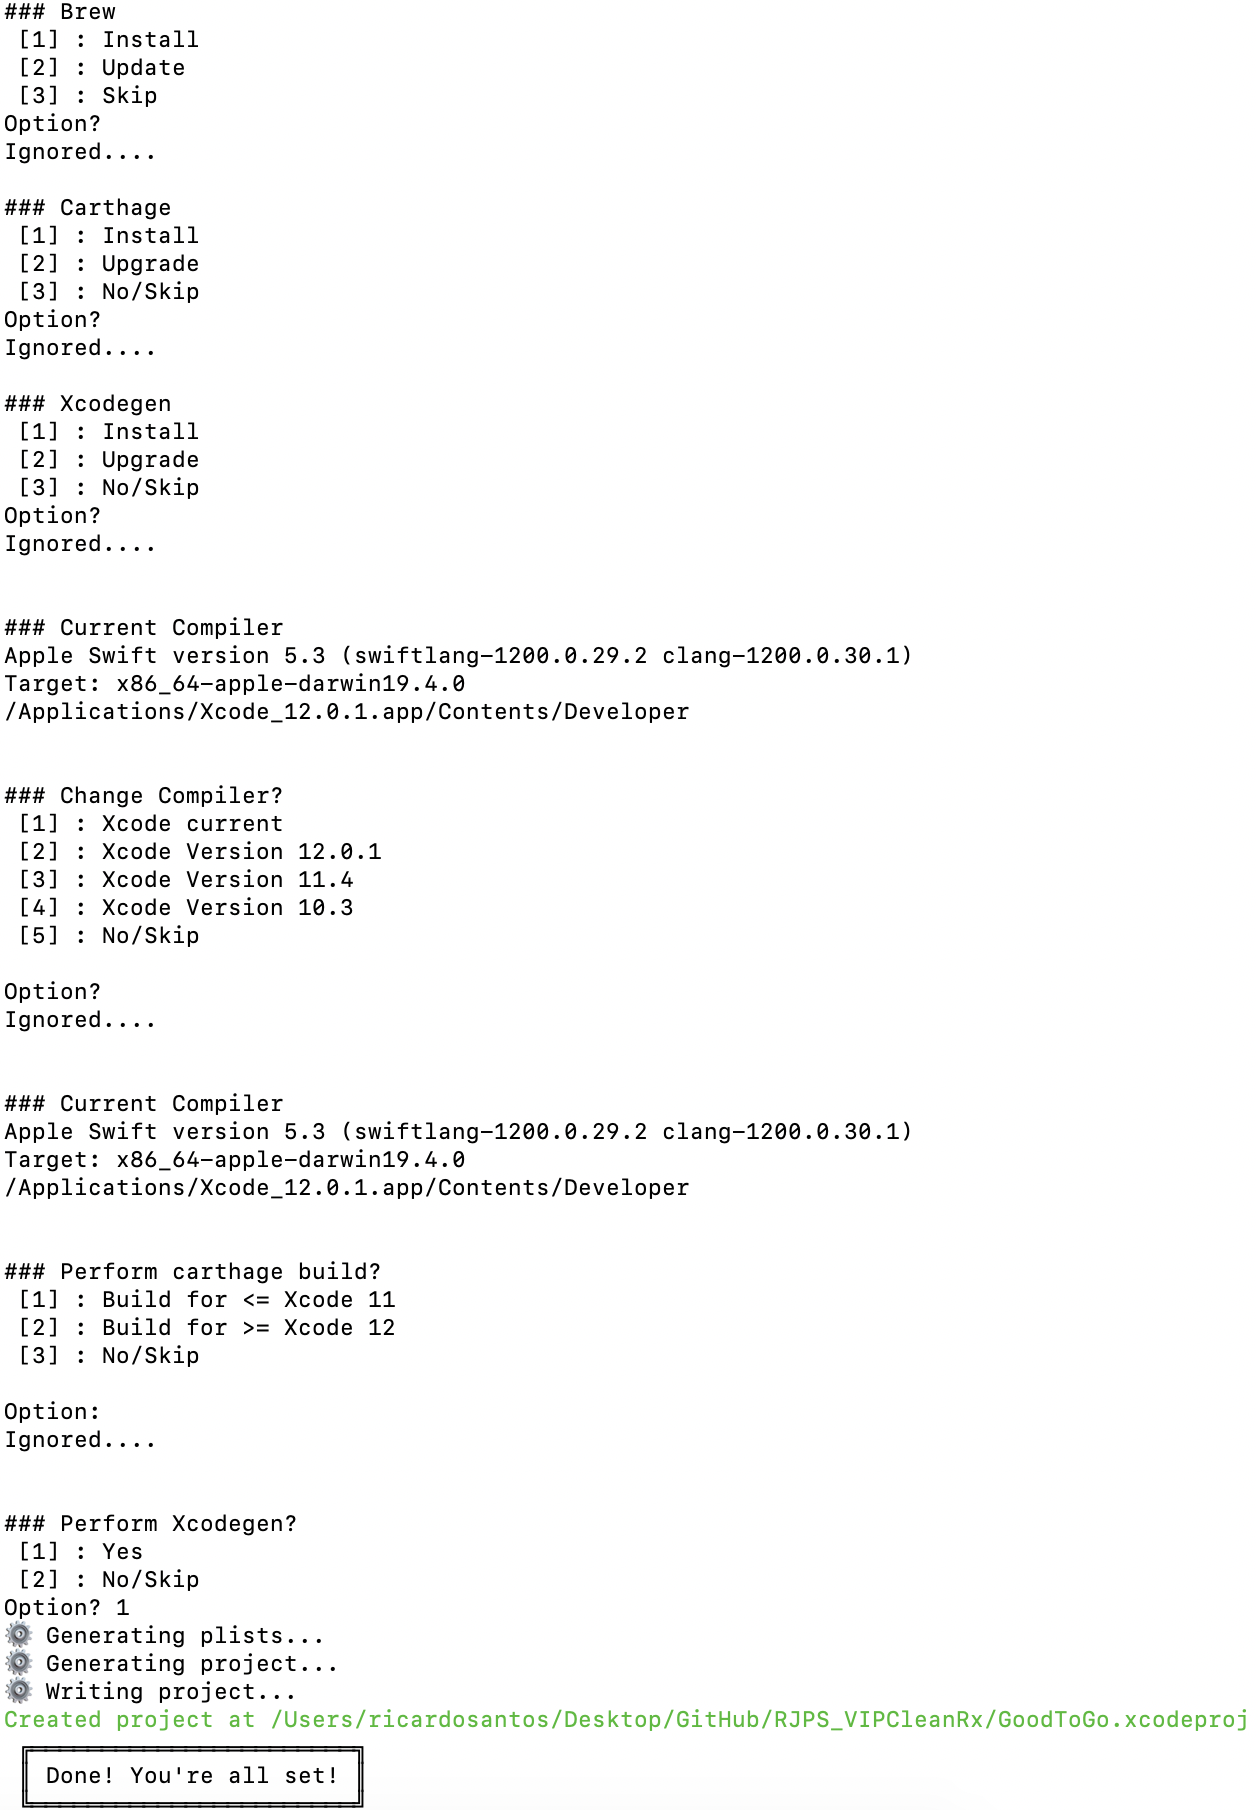 ### Brew
[1] : Install
[2] : Update
[3] : Skip
Option?
Ignored....
### Carthage
[1] : Install
[2] : Upgrade
[3] : No/Skip
Option?
Ignored....
### Xcodegen
[1] : Install
[2] : Upgrade
[3] : No/Skip
Option?
Ignored....
### Current Compiler
Apple Swift version 5.3 (swiftlang-1200.0.29.2 clang-1200.0.30.1)
Target: x86_64-apple-darwin19.4.0
/Applications/Xcode_12.0.1.app/Contents/Developer
### Change Compiler?
[1] : Xcode current
[2] : Xcode Version 12.0.1
[3] : Xcode Version 11.4
[4] : Xcode Version 10.3
[5] : No/Skip
Option?
Ignored....
### Current Compiler
Apple Swift version 5.3 (swiftlang-1200.0.29.2 clang-1200.0.30.1)
Target: x86_64-apple-darwin19.4.0
/Applications/Xcode_12.0.1.app/Contents/Developer
### Perform carthage build?
[1] : Build for <= Xcode 11
[2] : Build for >= Xcode 12
[3] : No/Skip
Option:
Ignored....
### Perform Xcodegen?
[1] : Yes
[2] : No/Skip
Option? 1
⚙️ Generating plists...
⚙️ Generating project...
⚙️ Writing project...
Created project at /Users/ricardosantos/Desktop/GitHub/RJPS_VIPCleanRx/GoodToGo.xcodeproj
Done! You're all set!